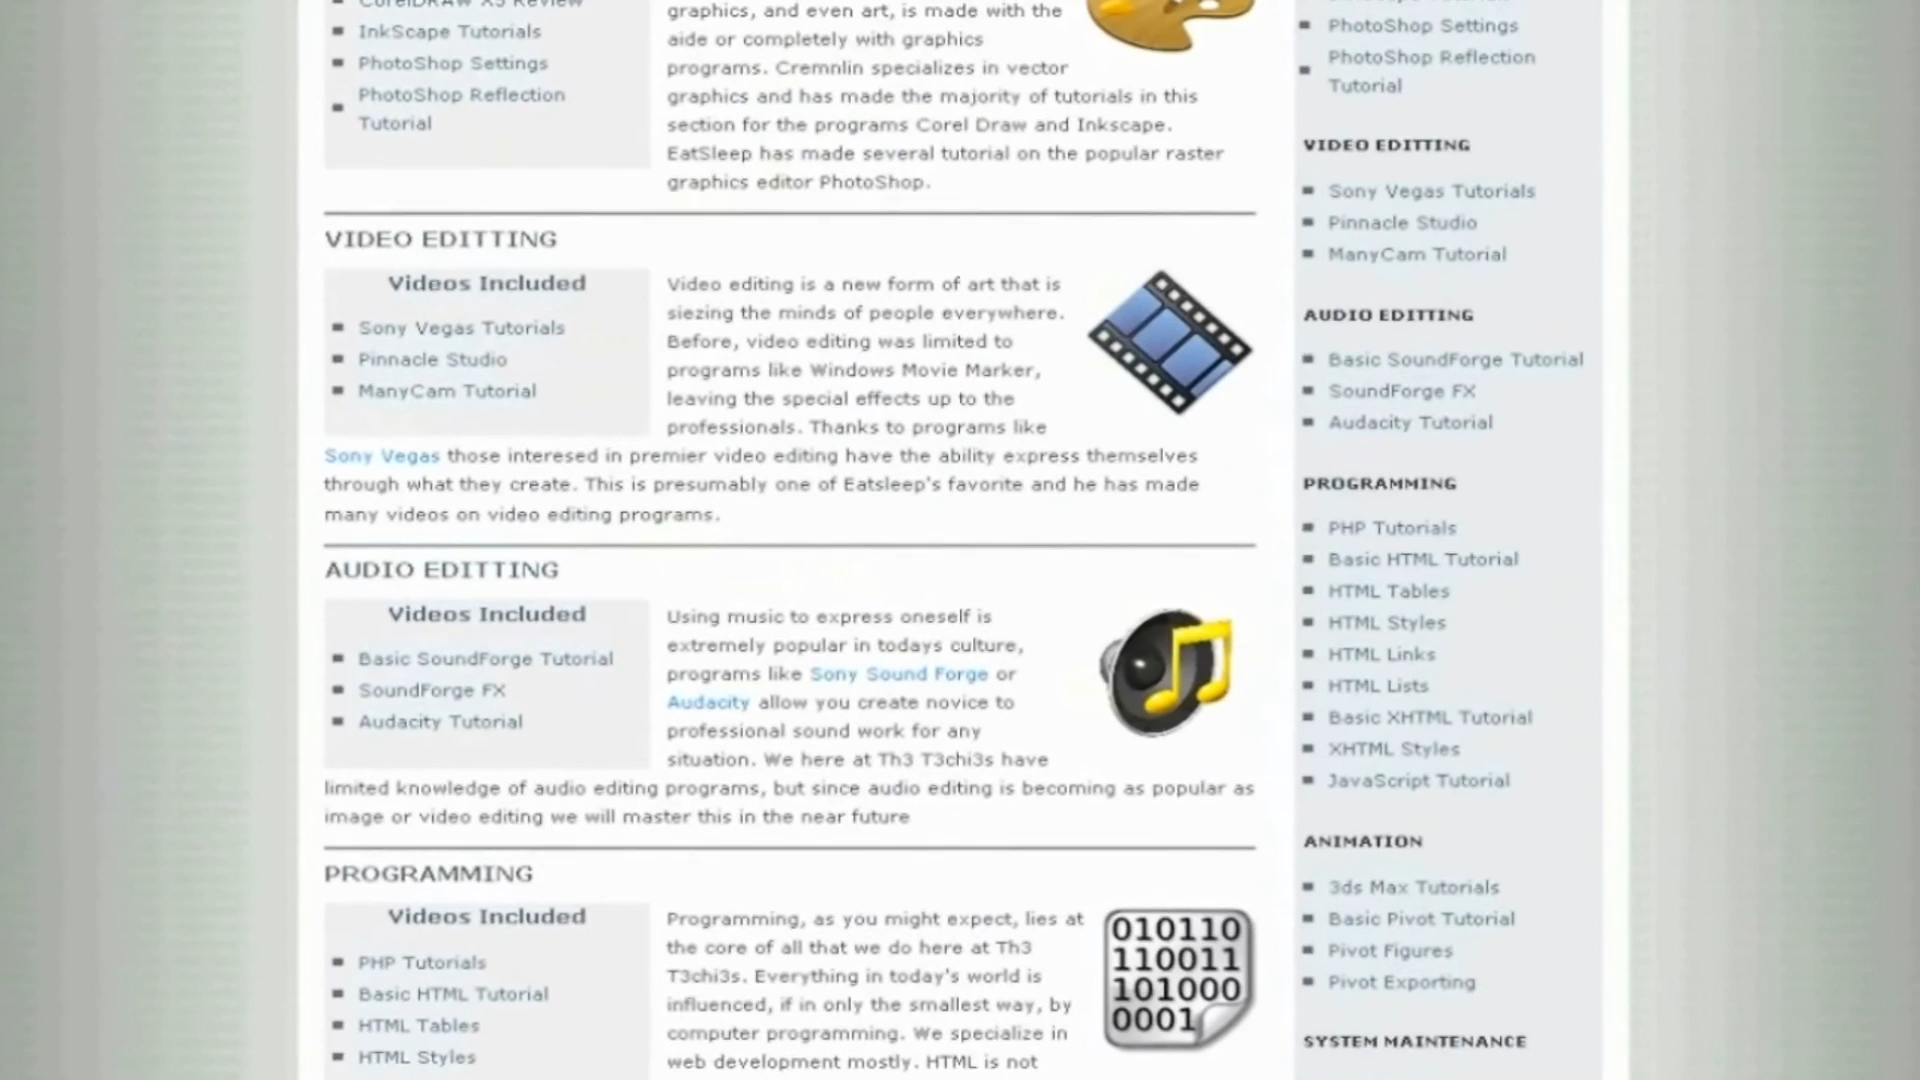 InkScape Tutorials
PhotoShop Settings
PhotoShop Reflection
Tutorial
graphics, and even art, is made with the
aide or completely with graphics
programs. Cremnlin specializes in vector
graphics and has made the majority of tutorials in this
section for the programs Corel Draw and Inkscape.
EatSleep has made several tutorial on the popular raster
graphics editor PhotoShop.
VIDEO EDITTING
Videos Included
Sony Vegas Tutorials
Pinnacle Studio
ManyCam Tutorial
Video editing is a new form of art that is
siezing the minds of people everywhere.
Before, video editing was limited to
programs like Windows Movie Marker,
leaving the special effects up to the
professionals. Thanks to programs like
Sony Vegas those interesed in premier video editing have the ability express themselves
through what they create. This is presumably one of Eatsleep's favorite and he has made
many videos on video editing programs.
AUDIO EDITTING
Videos Included
Basic SoundForge Tutorial
SoundForge FX
Audacity Tutorial
Using music to express oneself is
extremely popular in todays culture,
programs like Sony Sound Forge or
Audacity allow you create novice to
professional sound work for any
situation. We here at Th3 T3chi3s have
limited knowledge of audio editing programs, but since audio editing is becoming as popular as
image or video editing we will master this in the near future
PROGRAMMING
Videos Included
PHP Tutorials
Basic HTML Tutorial
HTML Tables
HTML Styles
Programming, as you might expect, lies at
the core of all that we do here at Th3
T3chi3s. Everything in today's world is
influenced, if in only the smallest way, by
computer programming. We specialize in
web development mostly. HTML is not
010110
110011
101000
0001
PhotoShop Settings
PhotoShop Reflection
Tutorial
VIDEO EDITTING
Sony Vegas Tutorials
Pinnacle Studio
ManyCam Tutorial
AUDIO EDITTING
Basic SoundForge Tutorial
SoundForge FX
Audacity Tutorial
PROGRAMMING
PHP Tutorials
Basic HTML Tutorial
HTML Tables
HTML Styles
HTML Links
HTML Lists
Basic XHTML Tutorial
XHTML Styles
JavaScript Tutorial
ANIMATION
3ds Max Tutorials
Basic Pivot Tutorial
Pivot Figures
Pivot Exporting
SYSTEM MAINTENANCE